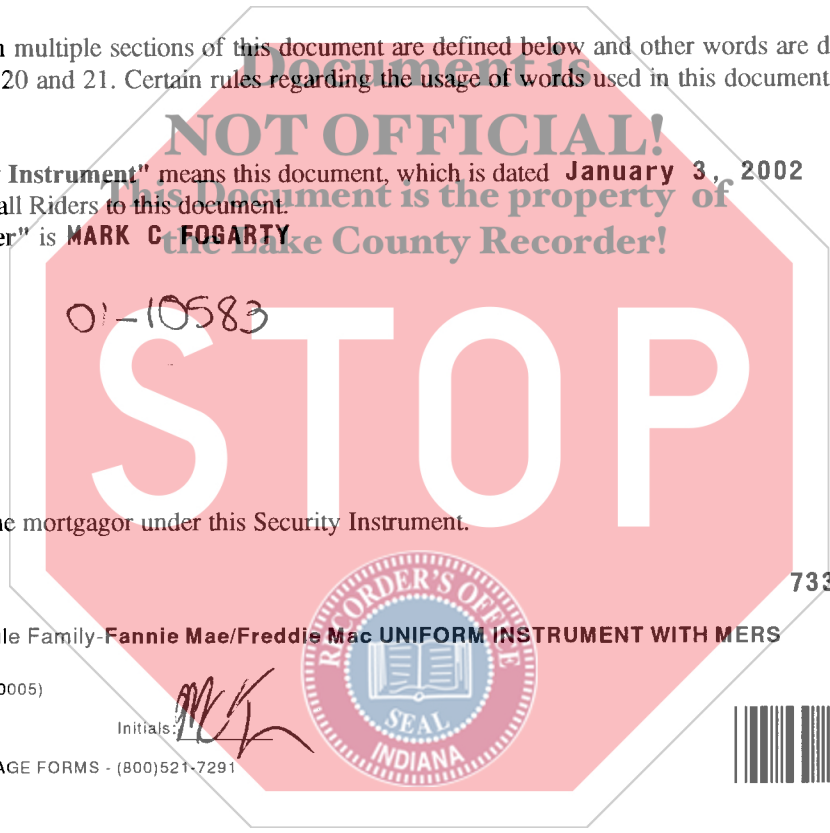 multiple sections of this document are defined below and other words are d
Document is
20 and 21. Certain rules regarding the usage of words used in this document
NOT OFFICIAL!
Instrument" means this document, which is dated January 3, 2002
This Document is the property of
all Riders to this document.
er" is MARK C FOGARTY
the Lake County Recorder!
01-10583
STOP
e mortgagor under this Security Instrument.
733
le Family-Fannie Mae/Freddie Mac UNIFORM INSTRUMENT WITH MERS
0005)
RECORDER'S OFFICE
SEAL
INDIANA
Initials:
AGE FORMS - (800)521-7291